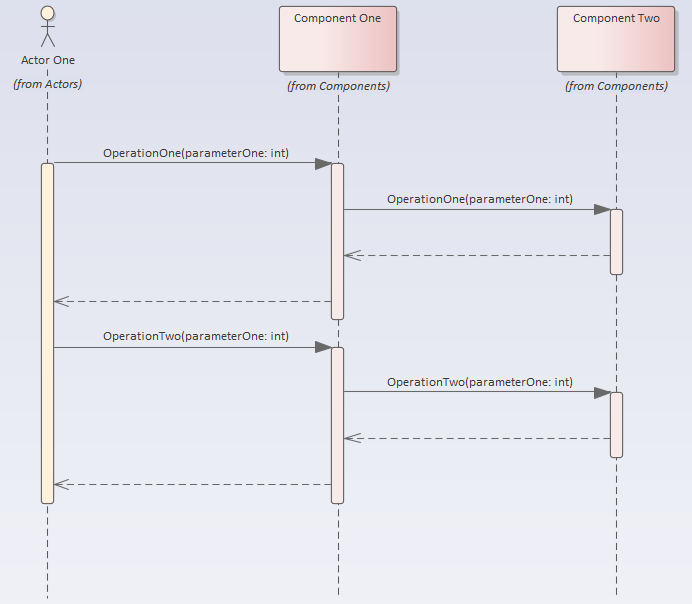 Component One
Component Two
Actor One
(from Actors)
(from Components)
(from Components)
OperationOne(parameterOne: int)
OperationOne(parameterOne: int)
OperationTwo(parameterOne: int)
OperationTwo(parameterOne: int)